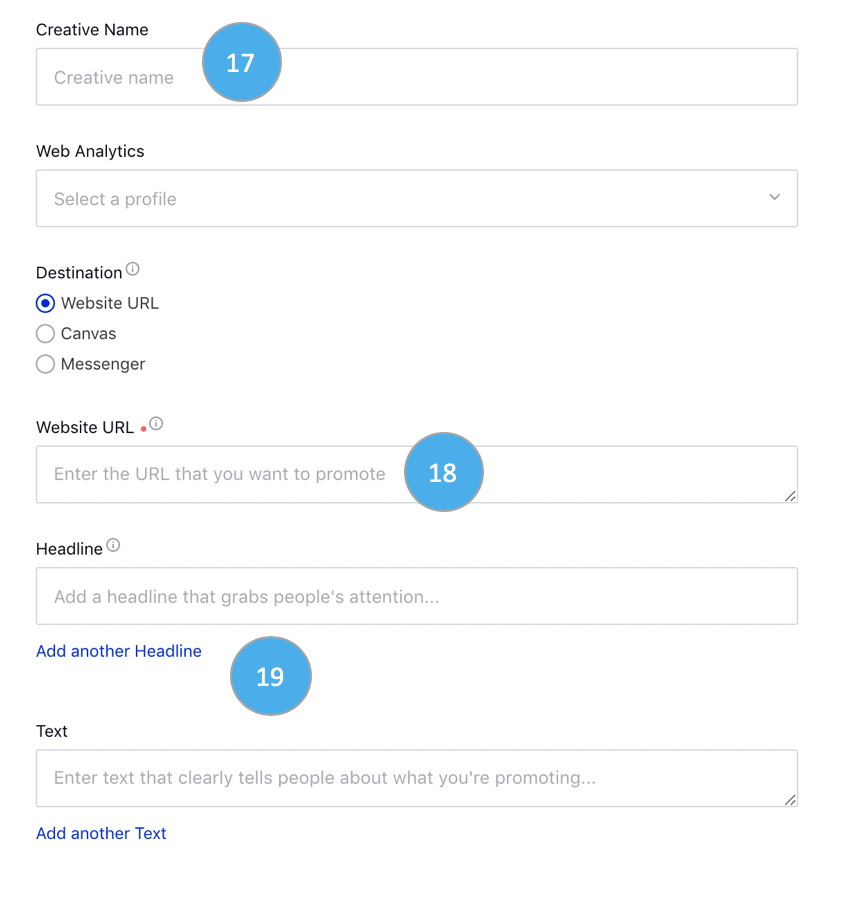 Creative Name
17
Creative name
Web Analytics
Select a profile
Destination
Website URL
Canvas
Messenger
Website URL
Enter the URL that you want to promote
18
Headline
Add a headline that grabs people's attention...
Add another Headline
19
Text
Enter text that clearly tells people about what you're promoting...
Add another Text